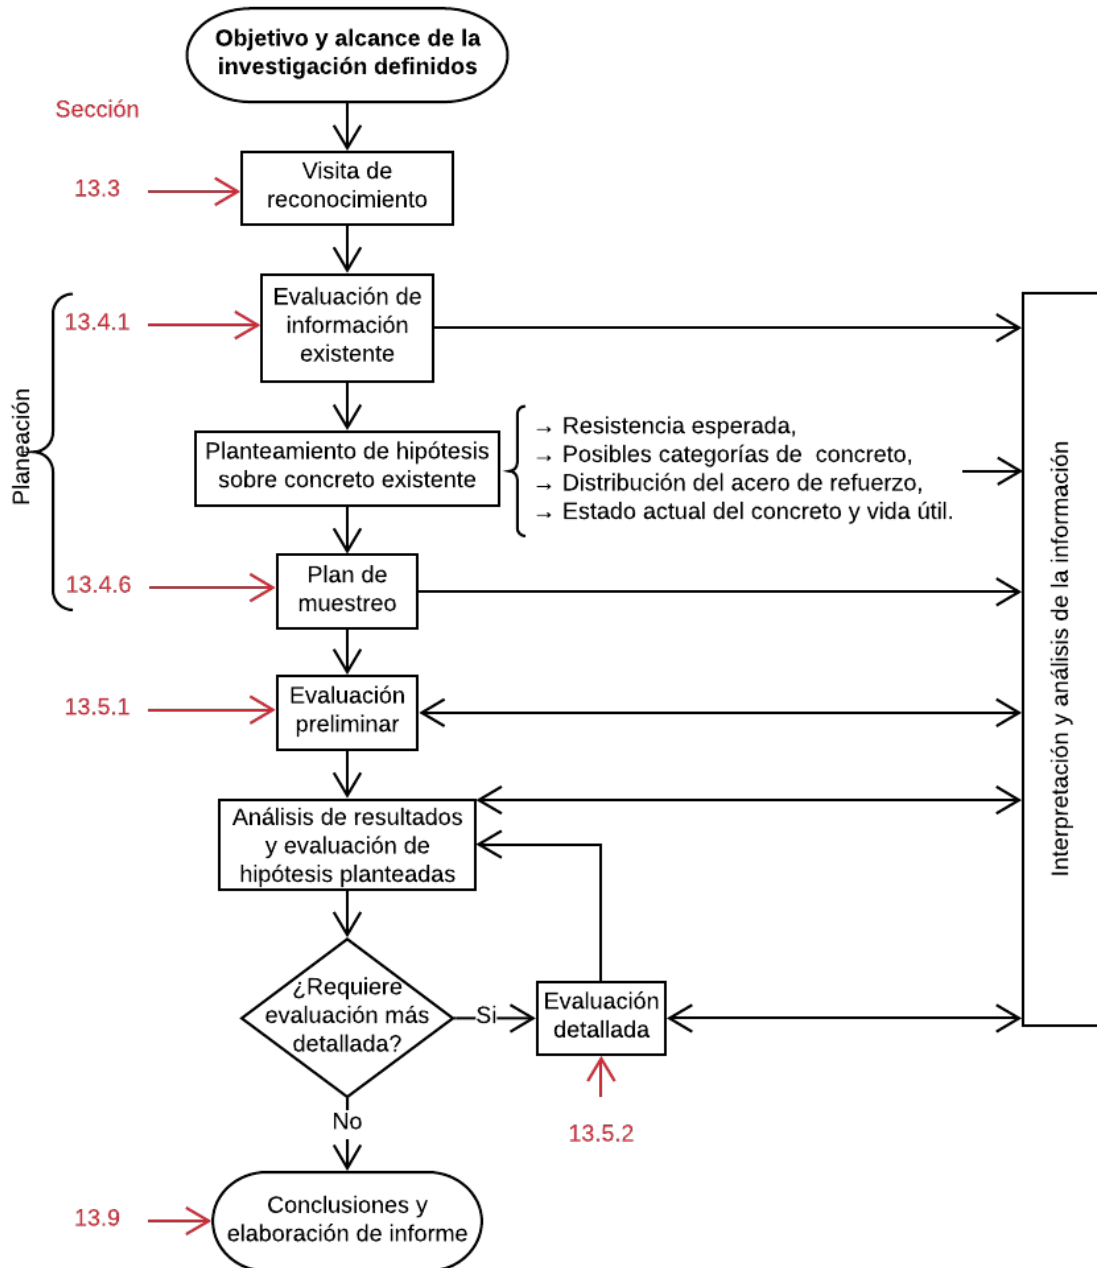 Objetivo y alcance de la
investigación definidos
Sección
13.3
Visita de
reconocimiento
Planeación
13.4.1
Evaluación de
información
existente
Planteamiento de hipótesis
sobre concreto existente
→ Resistencia esperada,
→ Posibles categorías de concreto,
→ Distribución del acero de refuerzo,
→ Estado actual del concreto y vida útil.
13.4.6
Plan de
muestreo
13.5.1
Evaluación
preliminar
Análisis de resultados
y evaluación de
hipótesis planteadas
¿Requiere
evaluación más
detallada?
Si
Evaluación
detallada
13.5.2
No
13.9
Conclusiones y
elaboración de informe
Interpretación y análisis de la información